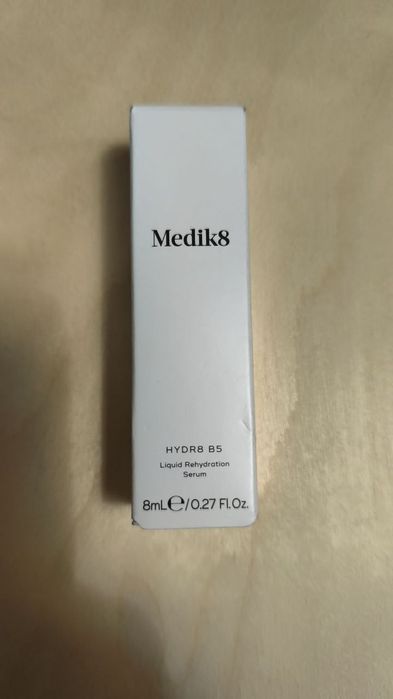 Medik8
HYDR8 B5
Liquid Rehydration
Serum
8mL℮/0.27 Fl.Oz.